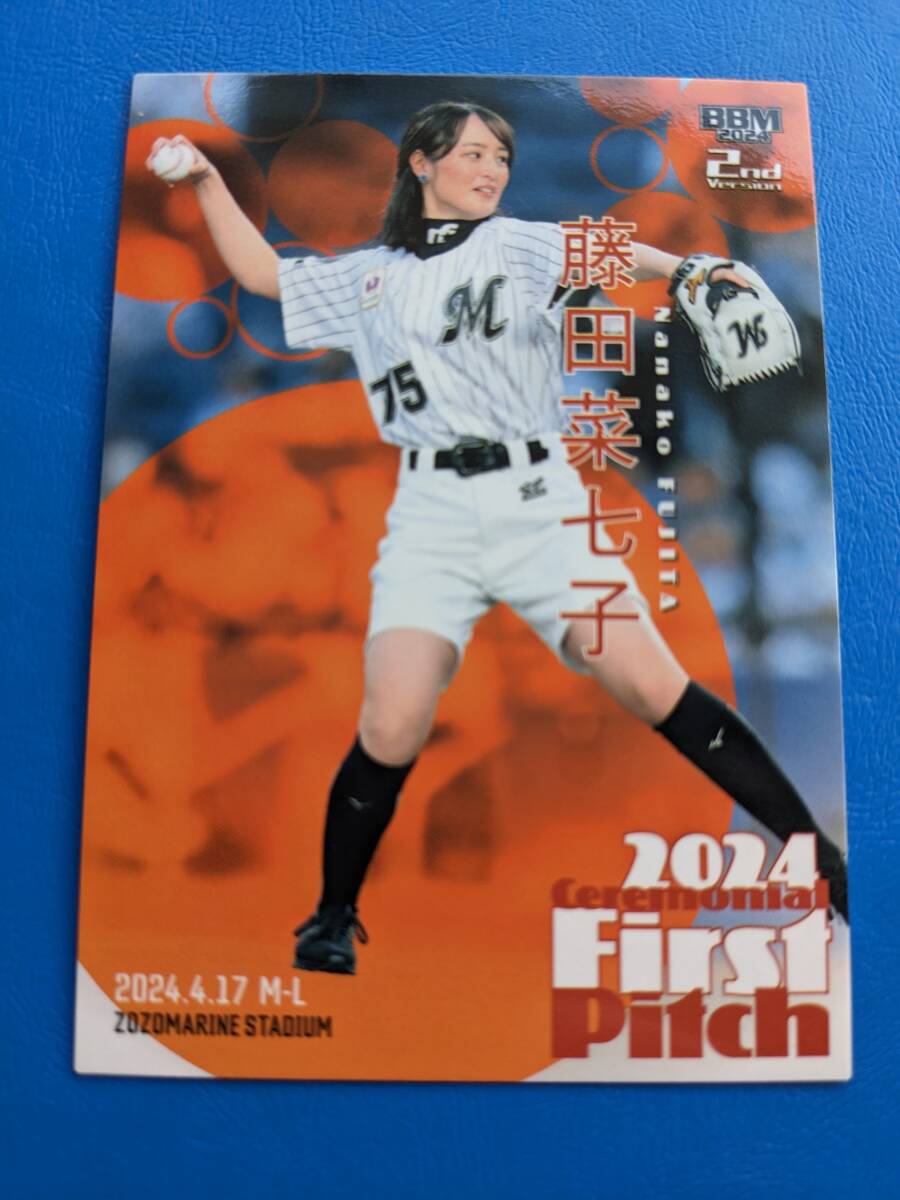 BBM
2024
2nd
Version
藤田菜七子
Nanako FUJITA
M
75
2024
Ceremonial
First
Pitch
2024.4.17 M-L
ZOZOMARINE STADIUM